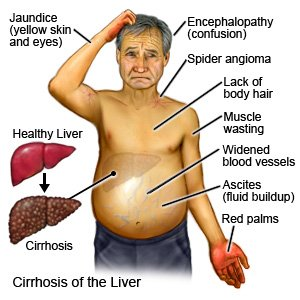 Jaundice
(yellow skin
and eyes)
Encephalopathy
(confusion)
Spider angioma
Lack of
body hair
Muscle
wasting
Widened
blood vessels
Ascites
(fluid buildup)
Red palms
Healthy Liver
Cirrhosis
Cirrhosis of the Liver